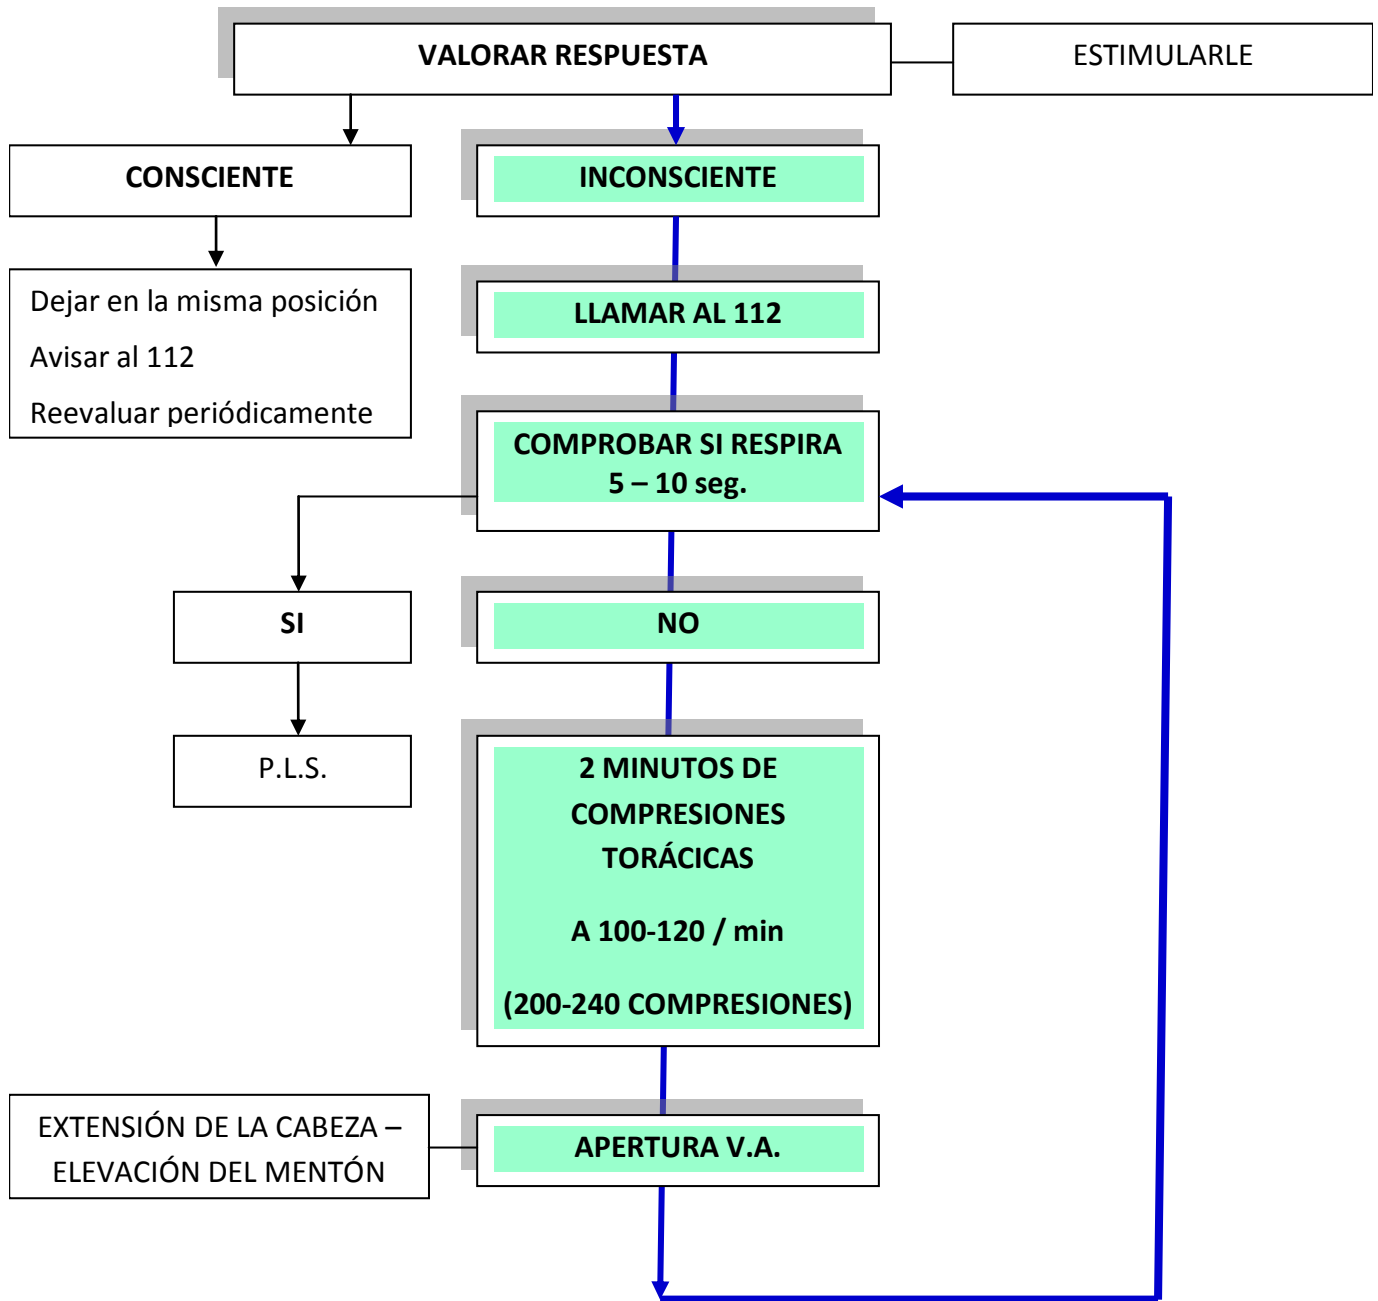 VALORAR RESPUESTA
ESTIMULARLE
CONSCIENTE
INCONSCIENTE
Dejar en la misma posición
Avisar al 112
Reevaluar periódicamente
LLAMAR AL 112
COMPROBAR SI RESPIRA
5 – 10 seg.
SI
NO
P.L.S.
2 MINUTOS DE
COMPRESIONES
TORÁCICAS
A 100-120 / min
(200-240 COMPRESIONES)
EXTENSIÓN DE LA CABEZA –
ELEVACIÓN DEL MENTÓN
APERTURA V.A.